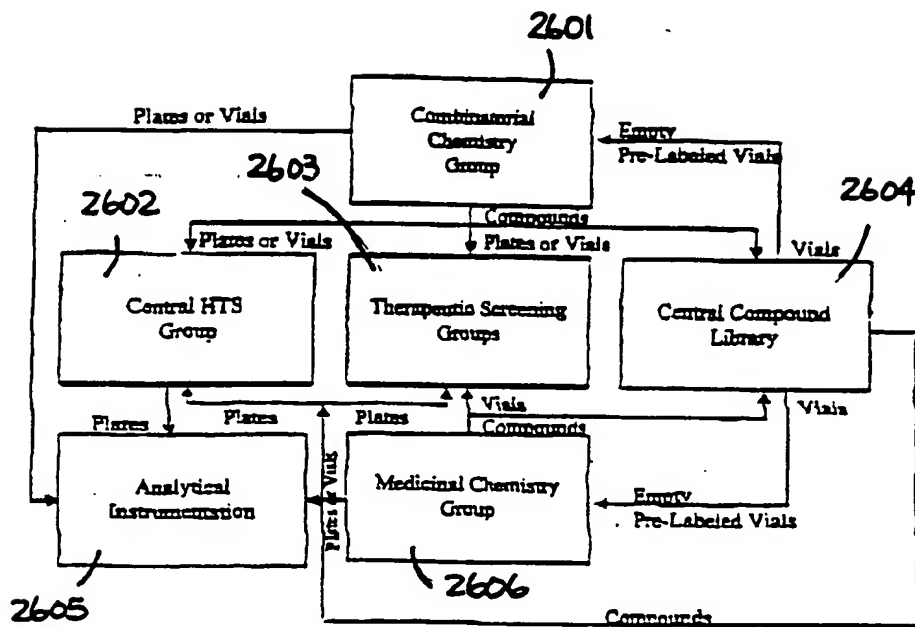 2601
Plates or Vials
Combinatorial
Chemistry
Group
Empty
Pre-Labeled Vials
2603
2604
2602
Compounds
Plates or Vials
Plates or Vials
Vials
Central HTS
Group
Therapeutic Screening
Groups
Central Compound
Library
Plates
Plates
Plates
Vials
Compounds
Vials
Analytical
Instrumentation
Plates or Vials
Medicinal Chemistry
Group
Empty
Pre-Labeled Vials
2605
2606
Compounds